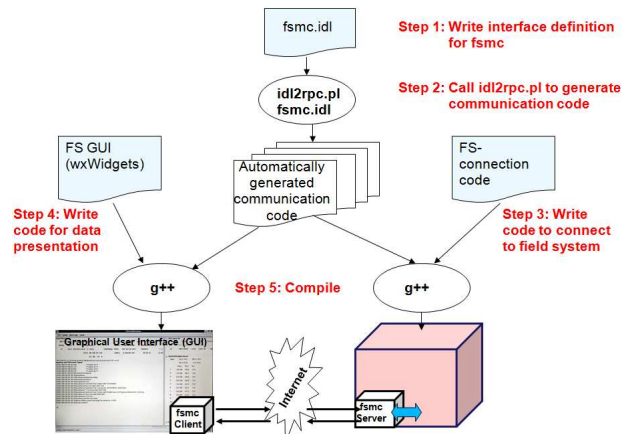 fsmc.idl
Step 1: Write interface definition
for fsmc
idl2rpc.pl
fsmc.idl
Step 2: Call idl2rpc.pl to generate
communication code
FS GUI
(wxWidgets)
Automatically
generated
communication
code
FS-
connection
code
Step 4: Write
code for data
presentation
Step 3: Write
code to connect
to field system
g++
Step 5: Compile
g++
Graphical User Interface (GUI)
Internet
fsmc
Client
fsmc
Server